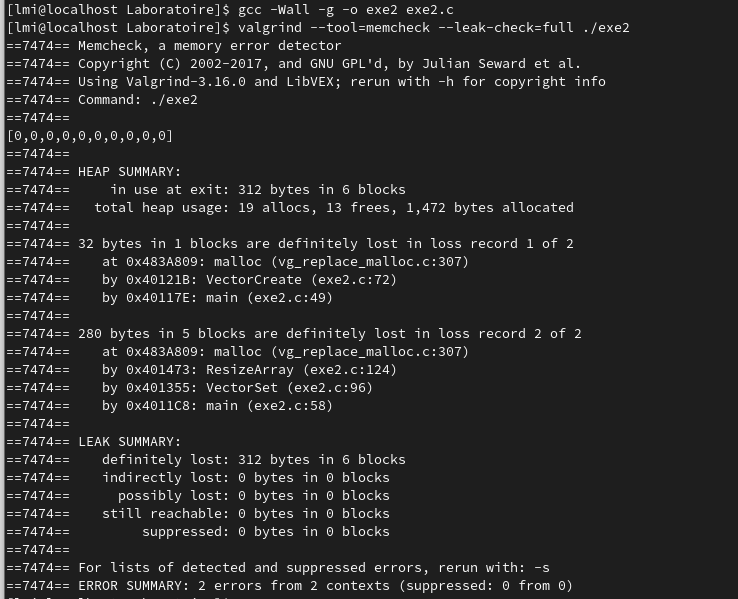 [lmi@localhost Laboratoire]$ gcc -Wall -g -o exe2 exe2.c
[lmi@localhost Laboratoire]$ valgrind --tool=memcheck --leak-check=full ./exe2
==7474== Memcheck, a memory error detector
==7474== Copyright (C) 2002-2017, and GNU GPL'd, by Julian Seward et al.
==7474== Using Valgrind-3.16.0 and LibVEX; rerun with -h for copyright info
==7474== Command: ./exe2
==7474==
[0,0,0,0,0,0,0,0,0,0]
==7474==
==7474== HEAP SUMMARY:
==7474==     in use at exit: 312 bytes in 6 blocks
==7474==   total heap usage: 19 allocs, 13 frees, 1,472 bytes allocated
==7474==
==7474== 32 bytes in 1 blocks are definitely lost in loss record 1 of 2
==7474==    at 0x483A809: malloc (vg_replace_malloc.c:307)
==7474==    by 0x40121B: VectorCreate (exe2.c:72)
==7474==    by 0x40117E: main (exe2.c:49)
==7474==
==7474== 280 bytes in 5 blocks are definitely lost in loss record 2 of 2
==7474==    at 0x483A809: malloc (vg_replace_malloc.c:307)
==7474==    by 0x401473: ResizeArray (exe2.c:124)
==7474==    by 0x401355: VectorSet (exe2.c:96)
==7474==    by 0x4011C8: main (exe2.c:58)
==7474==
==7474== LEAK SUMMARY:
==7474==    definitely lost: 312 bytes in 6 blocks
==7474==    indirectly lost: 0 bytes in 0 blocks
==7474==      possibly lost: 0 bytes in 0 blocks
==7474==    still reachable: 0 bytes in 0 blocks
==7474==         suppressed: 0 bytes in 0 blocks
==7474==
==7474== For lists of detected and suppressed errors, rerun with: -s
==7474== ERROR SUMMARY: 2 errors from 2 contexts (suppressed: 0 from 0)